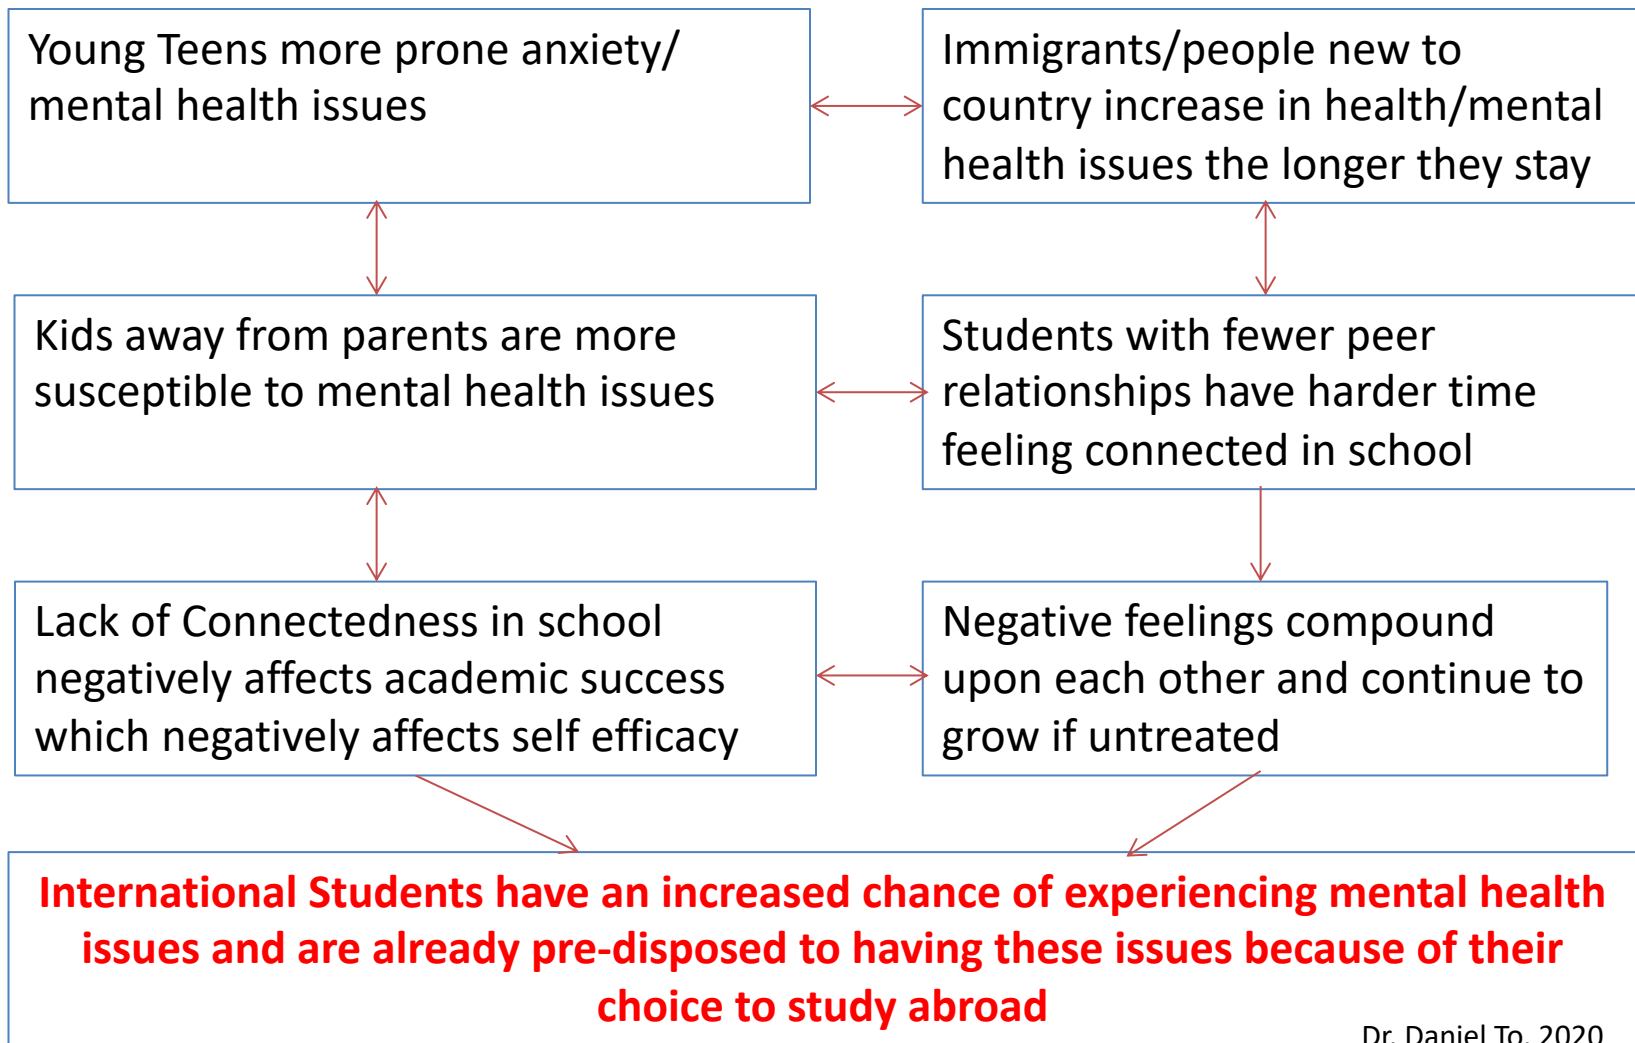 Young Teens more prone anxiety/
mental health issues
Immigrants/people new to
country increase in health/mental
health issues the longer they stay
Kids away from parents are more
susceptible to mental health issues
Students with fewer peer
relationships have harder time
feeling connected in school
Lack of Connectedness in school
negatively affects academic success
which negatively affects self efficacy
Negative feelings compound
upon each other and continue to
grow if untreated
International Students have an increased chance of experiencing mental health
issues and are already pre-disposed to having these issues because of their
choice to study abroad
Dr. Daniel To, 2020